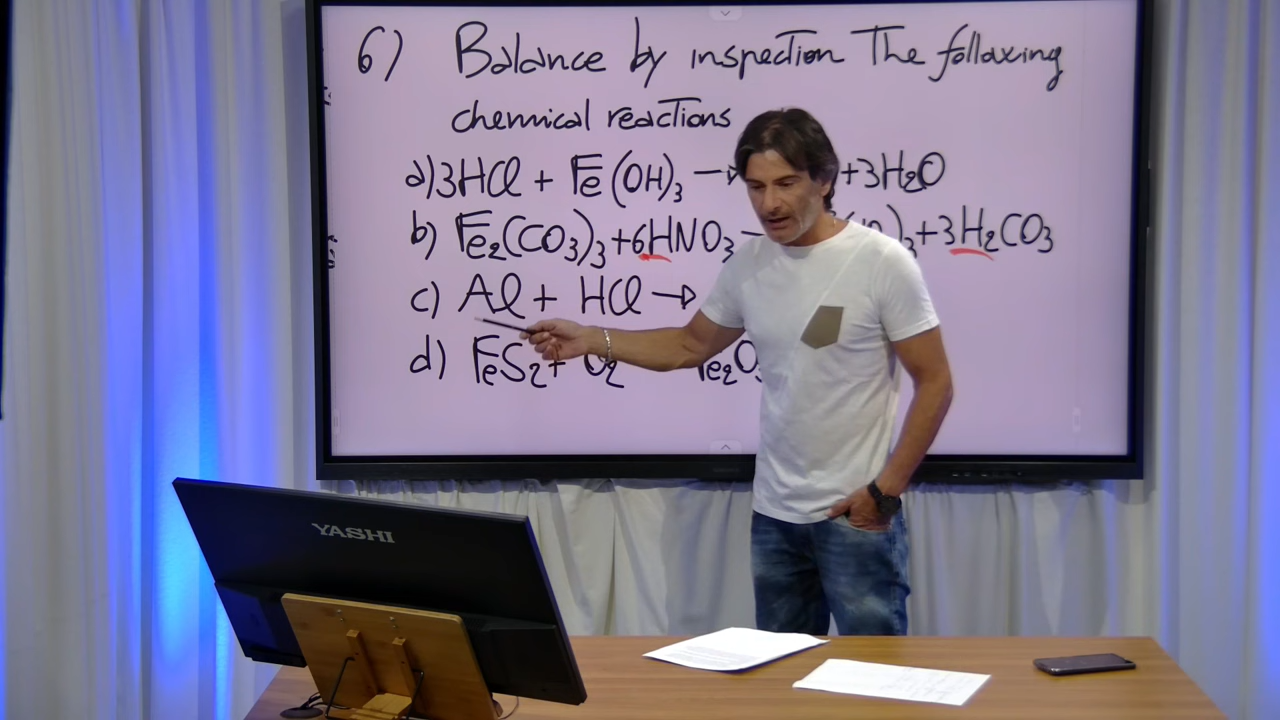 6) Balance by inspection The following
chemical reactions
a) 3HCl + Fe(OH)₃ → +3H₂O
b) Fe₂(CO₃)₃ + 6HNO₃ )₃ + 3H₂CO₃
c) Al + HCl →
d) FeS₂ + O₂ Fe₂O₃
YASHI